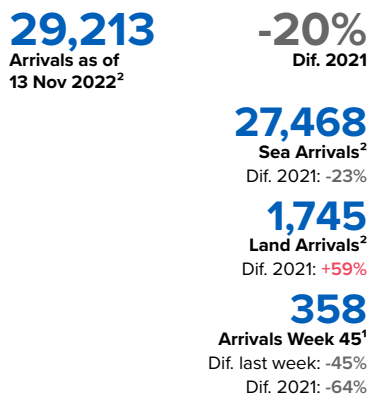 29,213
Arrivals as of
13 Nov 2022²
-20%
Dif. 2021
27,468
Sea Arrivals²
Dif. 2021: -23%
1,745
Land Arrivals²
Dif. 2021: +59%
358
Arrivals Week 45¹
Dif. last week: -45%
Dif. 2021: -64%